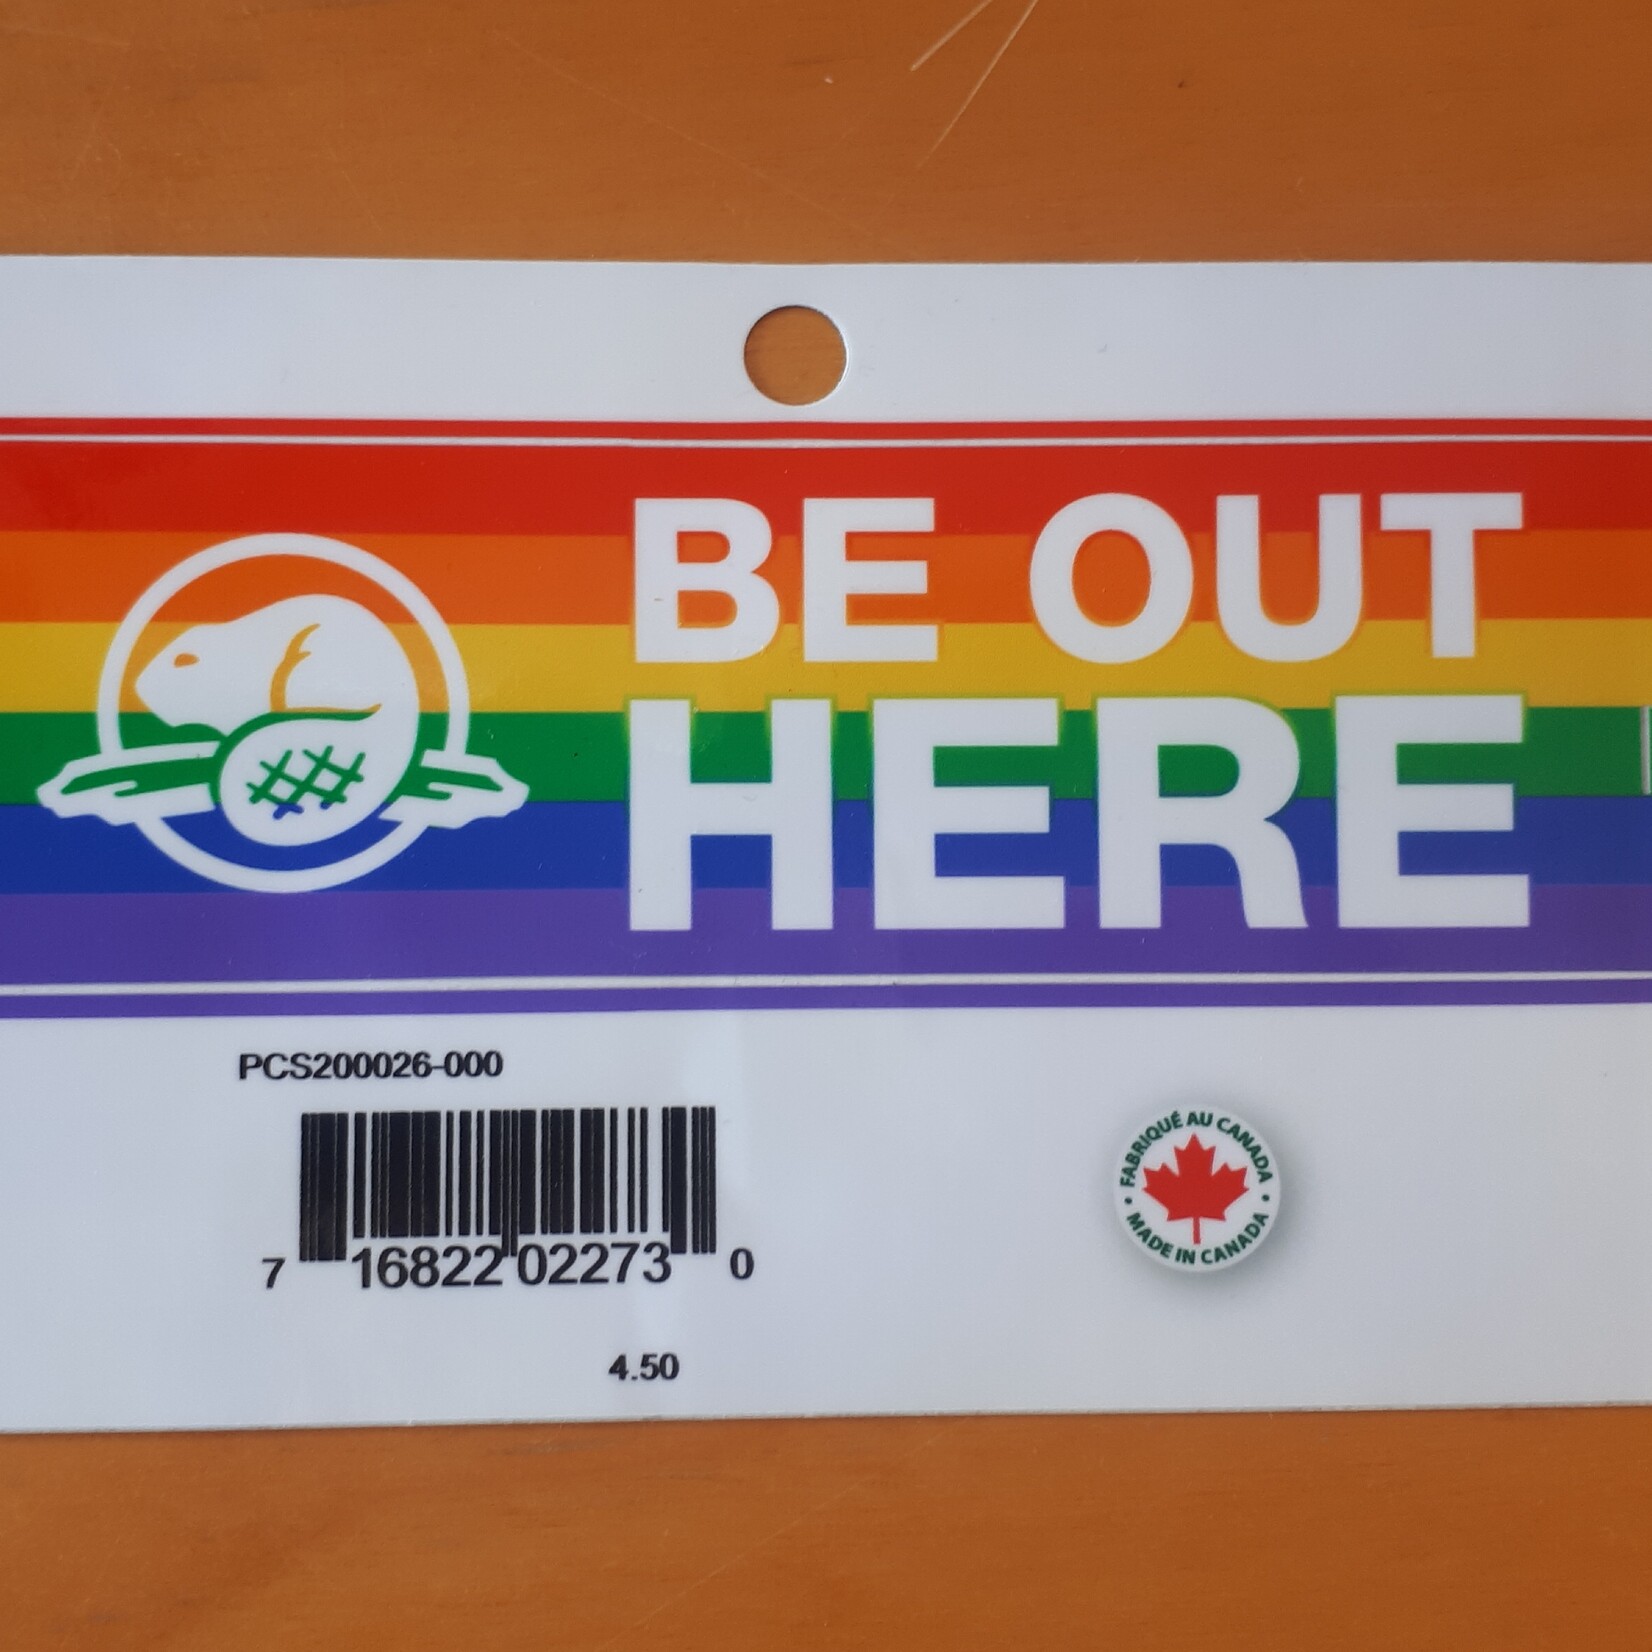 BE OUT
HERE
PCS200026-000
7 16822 02273 0
FABRIQUÉ AU CANADA
• MADE IN CANADA •
4.50